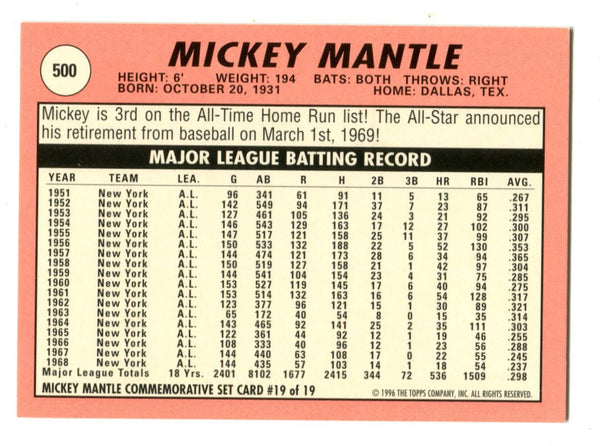 500
MICKEY MANTLE
HEIGHT: 6' WEIGHT: 194 BATS: BOTH THROWS: RIGHT
BORN: OCTOBER 20, 1931 HOME: DALLAS, TEX.
Mickey is 3rd on the All-Time Home Run list! The All-Star announced
his retirement from baseball on March 1st, 1969!
MAJOR LEAGUE BATTING RECORD
YEAR TEAM LEA. G AB R H 2B 3B HR RBI AVG.
1951 New York A.L. 96 341 61 91 11 5 13 65 .267
1952 New York A.L. 142 549 94 171 37 7 23 87 .311
1953 New York A.L. 127 461 105 136 24 3 21 92 .295
1954 New York A.L. 146 543 129 163 17 12 27 102 .300
1955 New York A.L. 147 517 121 158 25 11 37 99 .307
1956 New York A.L. 150 533 132 188 22 5 52 130 .353
1957 New York A.L. 144 474 121 173 28 6 34 94 .365
1958 New York A.L. 150 519 127 158 21 1 42 97 .304
1959 New York A.L. 144 541 104 154 23 4 31 75 .285
1960 New York A.L. 153 527 119 145 17 6 40 94 .275
1961 New York A.L. 153 514 132 163 16 6 54 128 .317
1962 New York A.L. 123 377 96 121 15 1 30 89 .321
1963 New York A.L. 65 172 40 54 8 0 15 35 .314
1964 New York A.L. 143 465 92 141 25 2 35 111 .303
1965 New York A.L. 122 361 44 92 12 1 19 46 .255
1966 New York A.L. 108 333 40 96 12 1 23 56 .288
1967 New York A.L. 144 440 63 108 17 0 22 55 .245
1968 New York A.L. 144 435 57 103 14 1 18 54 .237
Major League Totals 18 Yrs. 2401 8102 1677 2415 344 72 536 1509 .298
MICKEY MANTLE COMMEMORATIVE SET CARD #19 of 19 © 1996 THE TOPPS COMPANY, INC. ALL RIGHTS RESERVED.